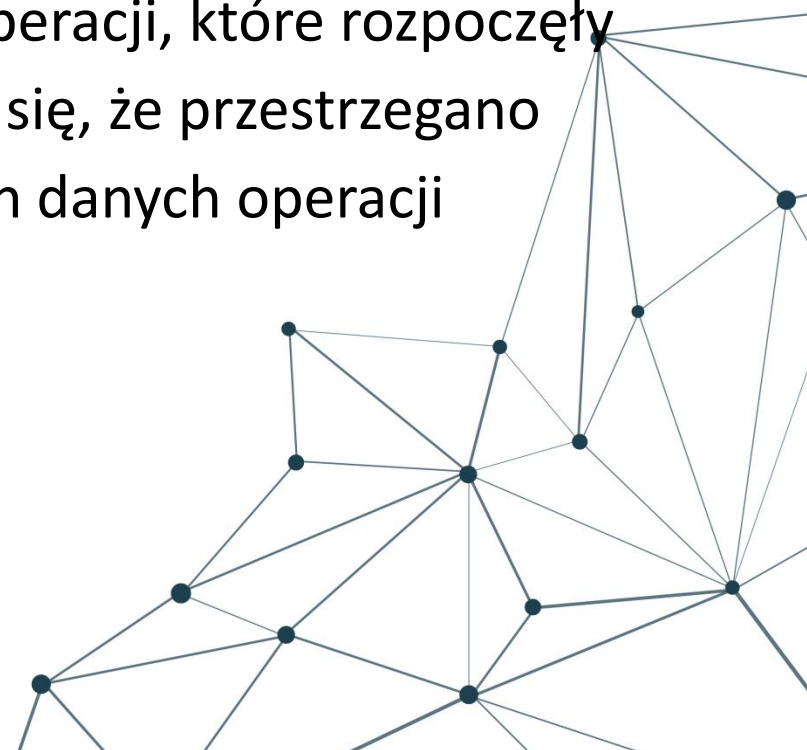 peracji, które rozpoczęły
się, że przestrzegano
danych operacji